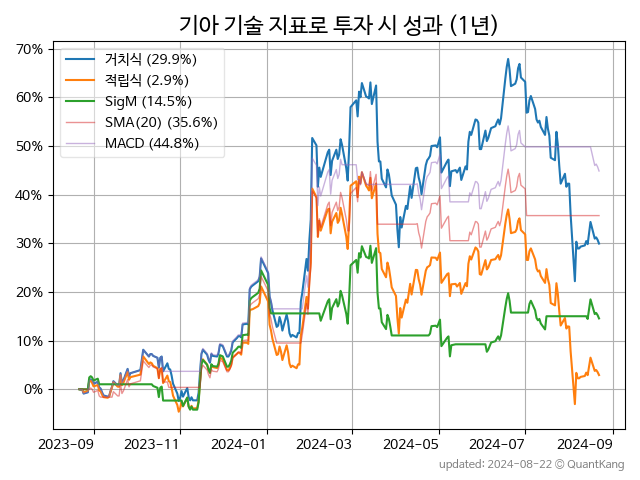 기아 기술 지표로 투자 시 성과 (1년)
70%
60%
50%
40%
30%
20%
10%
0%
거치식 (29.9%)
적립식 (2.9%)
SigM (14.5%)
SMA(20) (35.6%)
MACD (44.8%)
2023-09
2023-11
2024-01
2024-03
2024-05
2024-07
2024-09
updated: 2024-08-22 © QuantKang